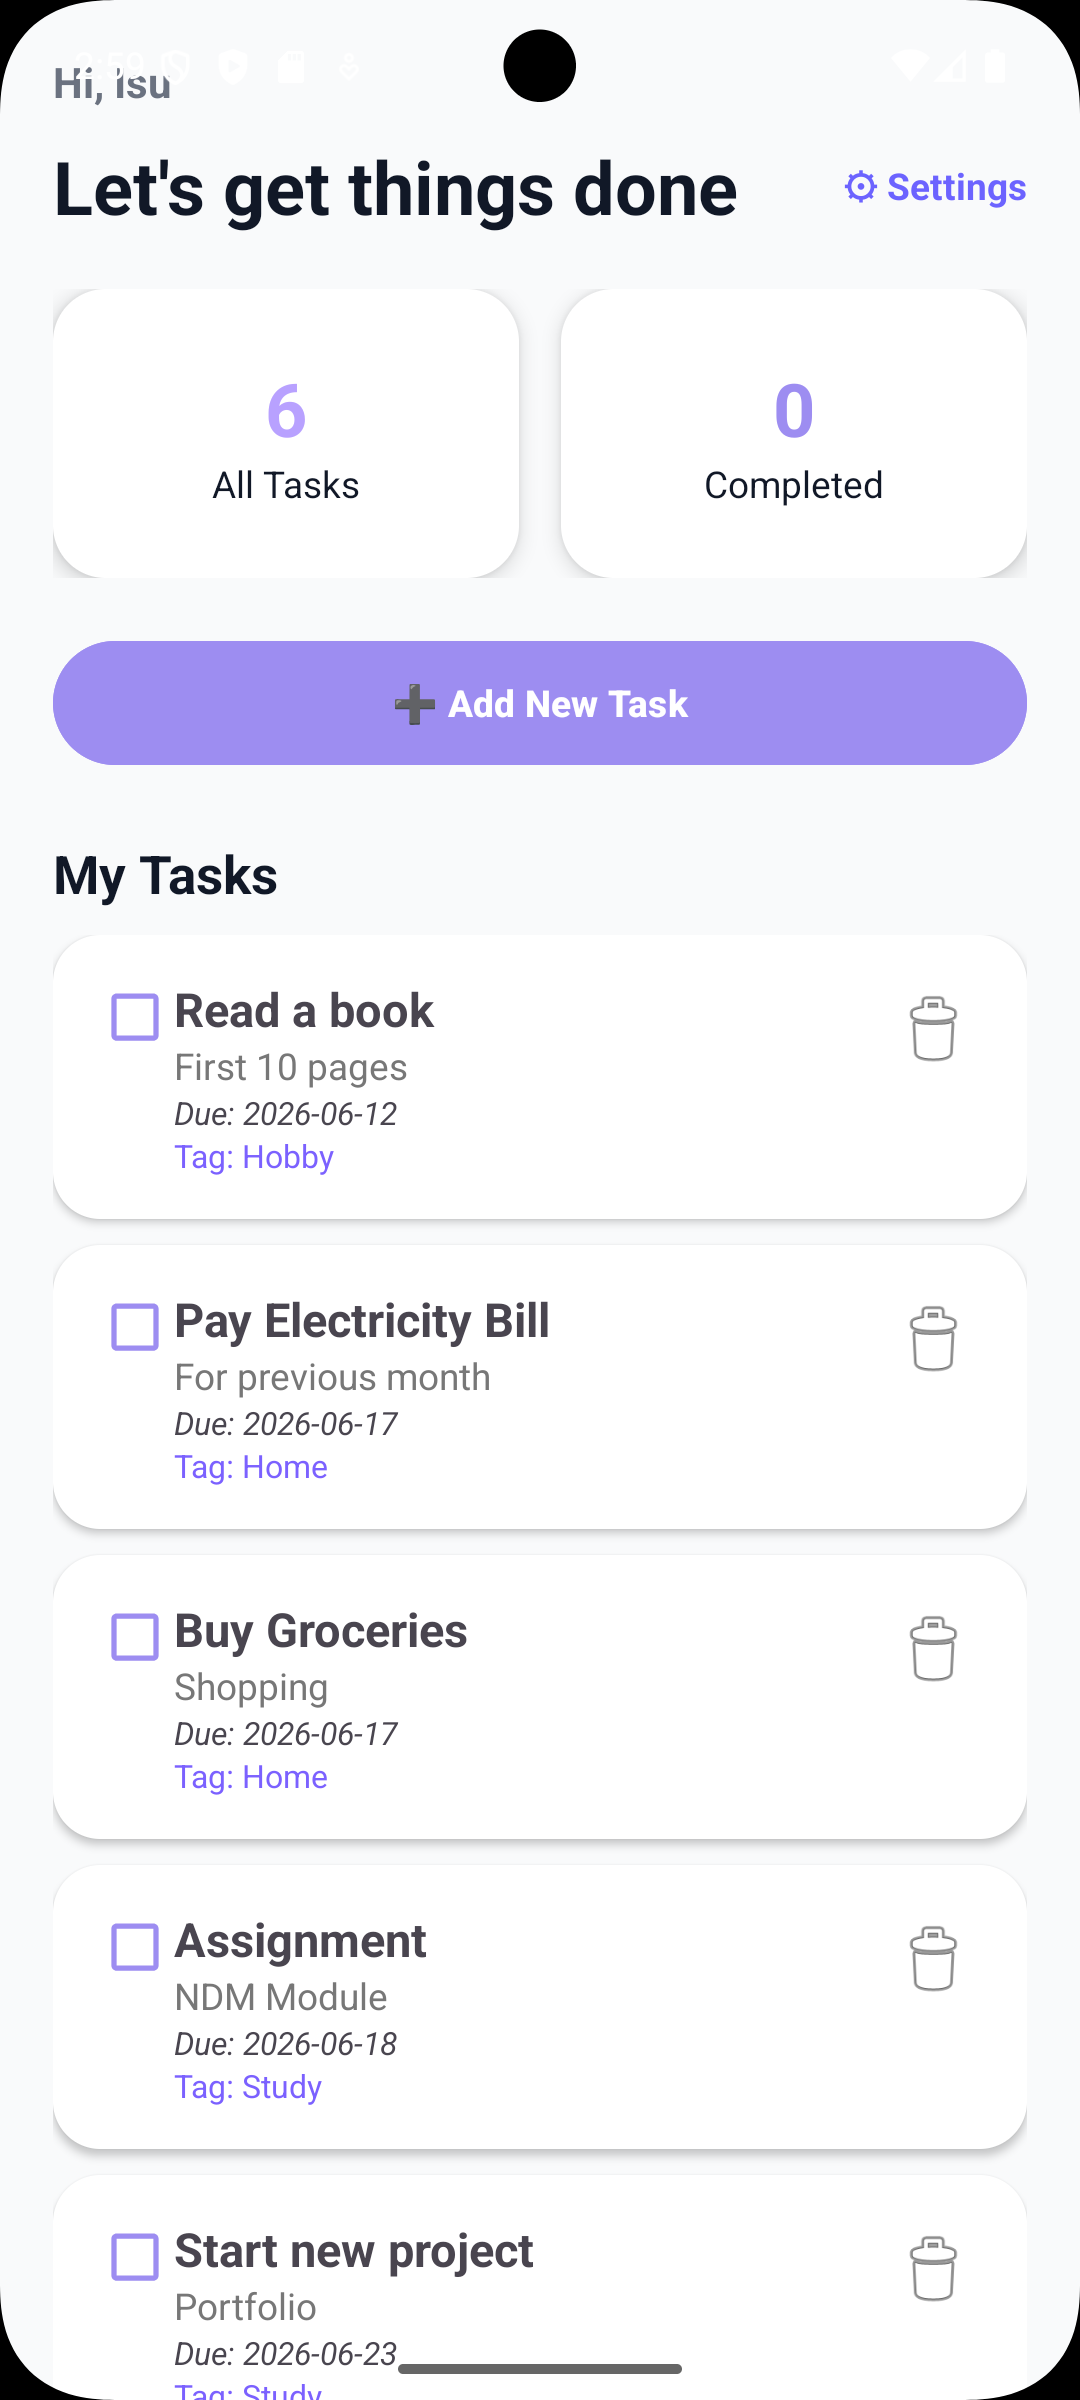 2:59
Hi, Isu
Let's get things done
Settings
6
All Tasks
0
Completed
Add New Task
My Tasks
Read a book
First 10 pages
Due: 2026-06-12
Tag: Hobby
Pay Electricity Bill
For previous month
Due: 2026-06-17
Tag: Home
Buy Groceries
Shopping
Due: 2026-06-17
Tag: Home
Assignment
NDM Module
Due: 2026-06-18
Tag: Study
Start new project
Portfolio
Due: 2026-06-23
Tag: Study